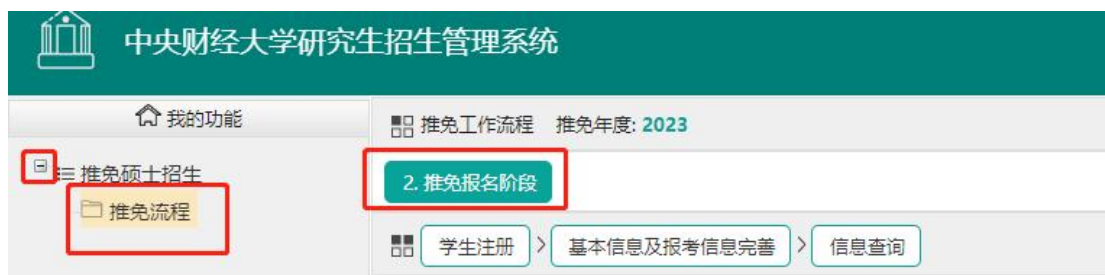 中央财经大学研究生招生管理系统
我的功能
推免工作流程 推免年度: 2023
推免硕士招生
2. 推免报名阶段
推免流程
学生注册 > 基本信息及报考信息完善 > 信息查询